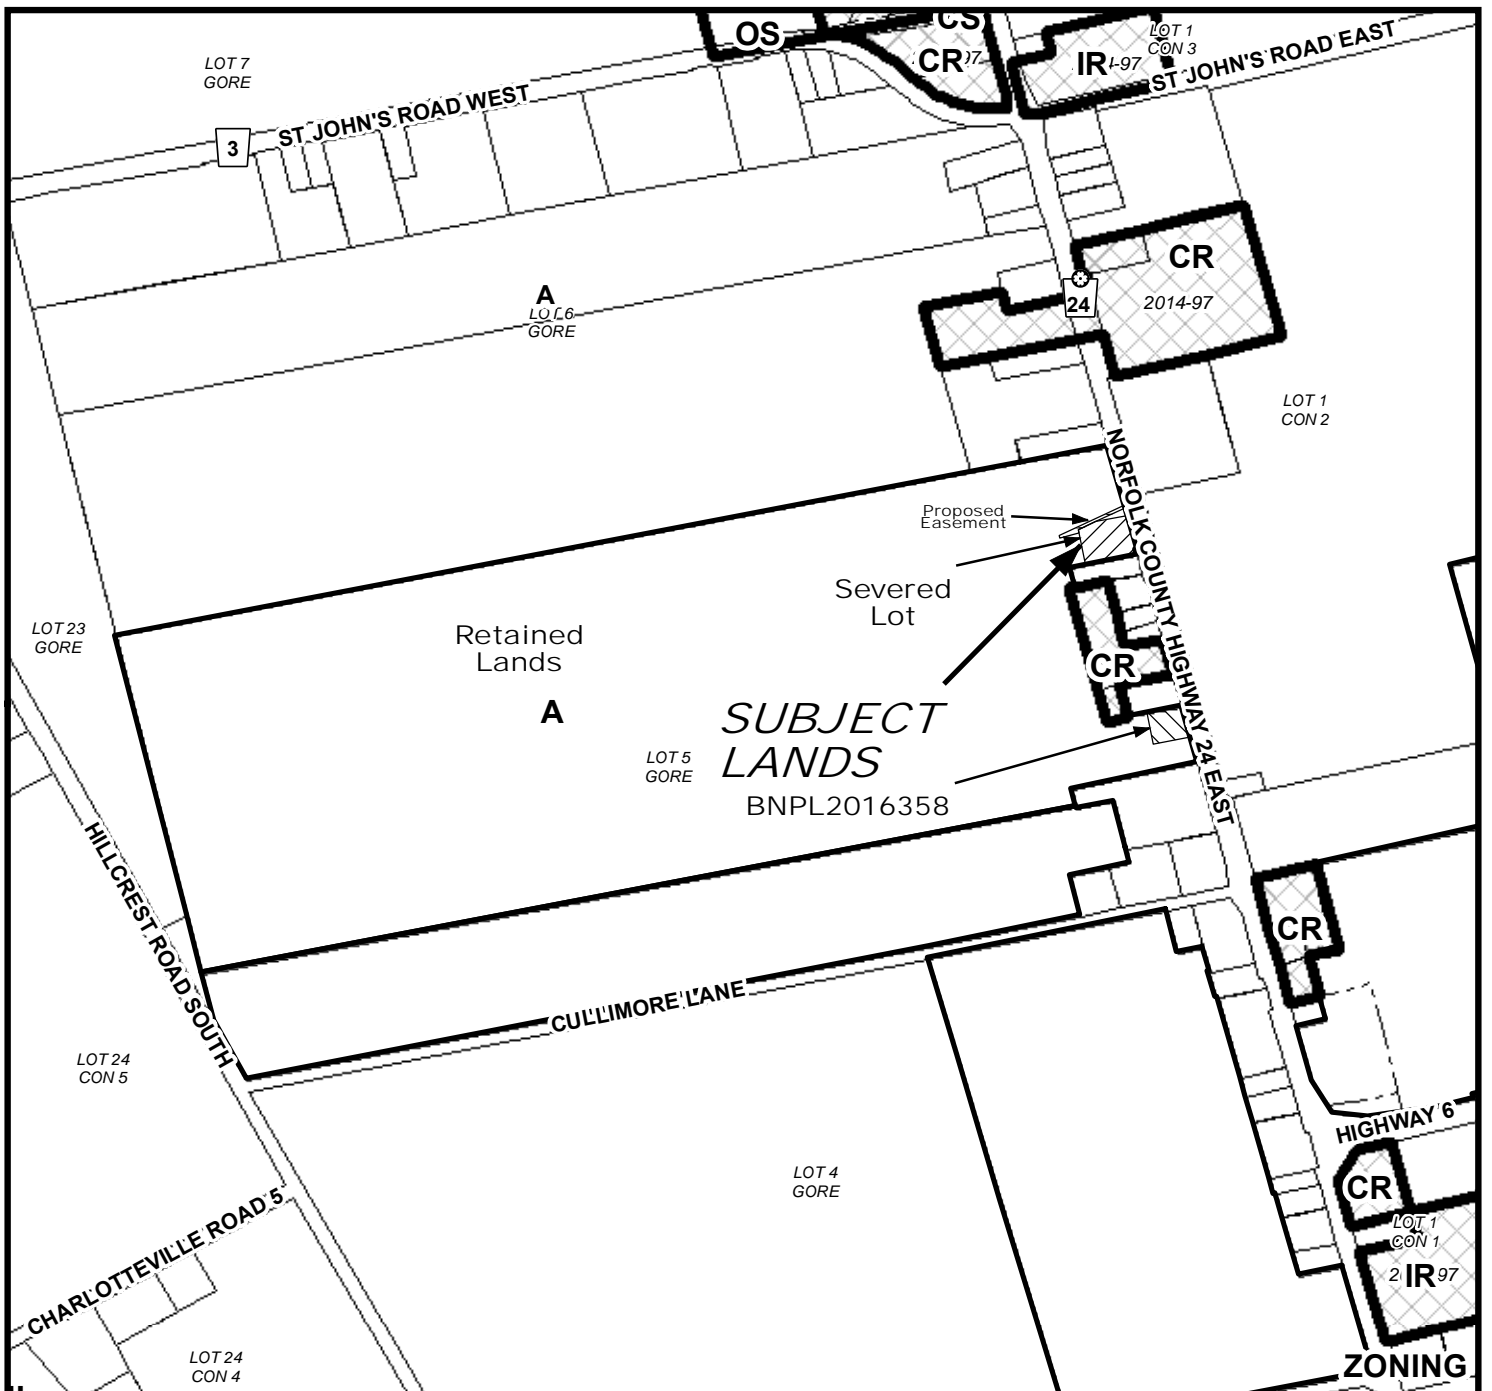 OS
CS
CR
97
IR
-97
LOT 1
CON 3
ST JOHN'S ROAD EAST
LOT 7
GORE
ST JOHN'S ROAD WEST
3
CR
2014-97
24
A
LOT 6
GORE
LOT 1
CON 2
NORFOLK COUNTY HIGHWAY 24 EAST
Proposed
Easement
Severed
Lot
LOT 23
GORE
Retained
Lands
A
CR
SUBJECT
LANDS
LOT 5
GORE
BNPL2016358
HILLCREST ROAD SOUTH
CR
CULLIMORE LANE
LOT 24
CON 5
HIGHWAY 6
LOT 4
GORE
CR
CHARLOTTEVILLE ROAD 5
LOT 1
CON 1
IR
97
LOT 24
CON 4
ZONING